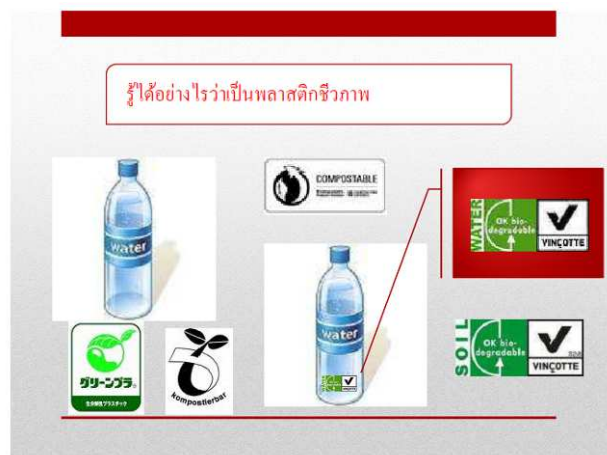 รู้ได้อย่างไรว่าเป็นพลาสติกชีวภาพ
COMPOSTABLE
water
WATER
OK bio-
degradable
VINÇOTTE
water
グリーンプラ
kompostierbar
SOIL
OK bio-
degradable
VINÇOTTE